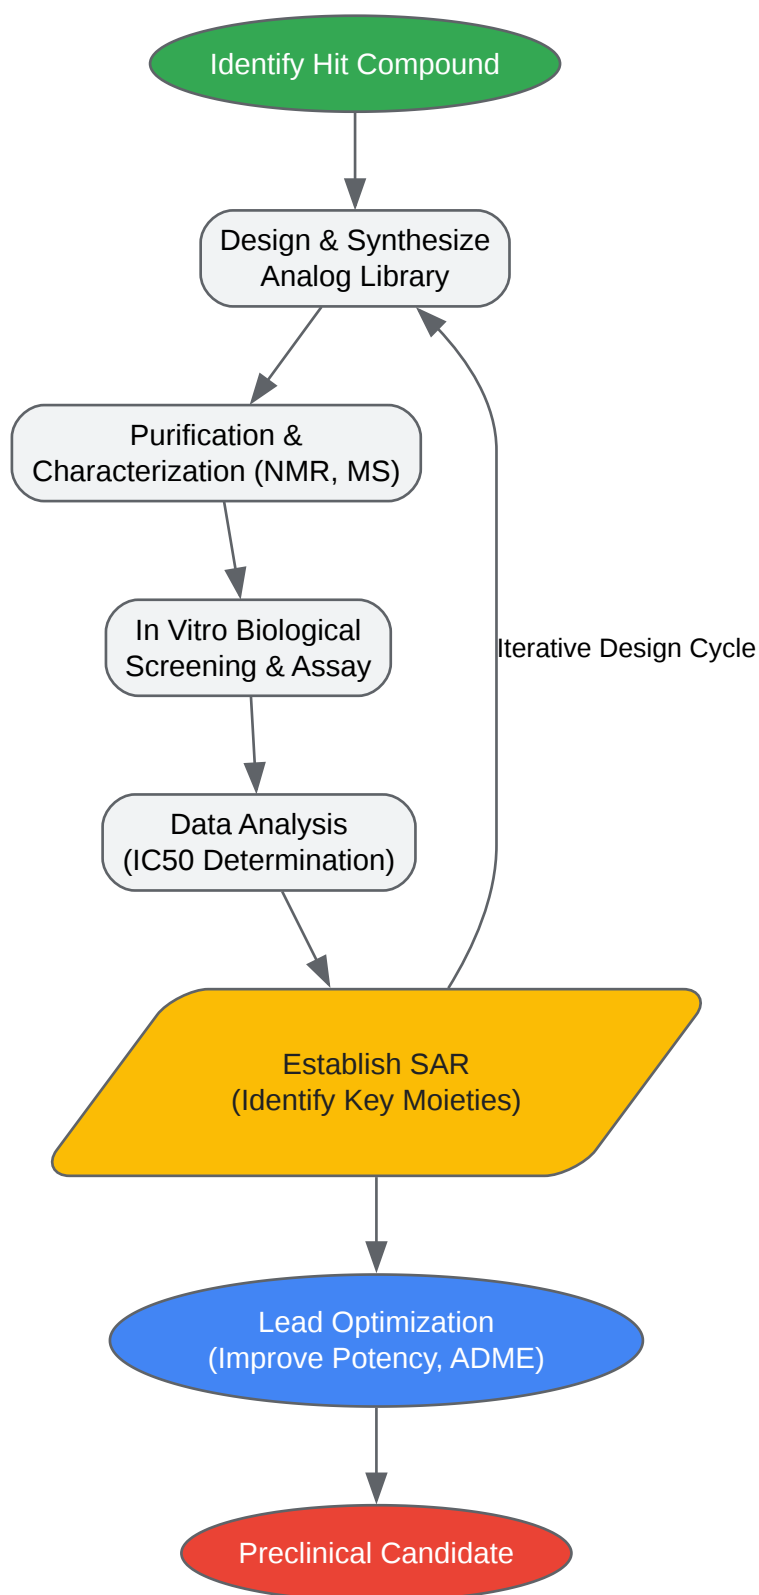 Identify Hit Compound
Design & Synthesize
Analog Library
Purification &
Characterization (NMR, MS)
In Vitro Biological
Screening & Assay
Iterative Design Cycle
Data Analysis
(IC50 Determination)
Establish SAR
(Identify Key Moieties)
Lead Optimization
(Improve Potency, ADME)
Preclinical Candidate